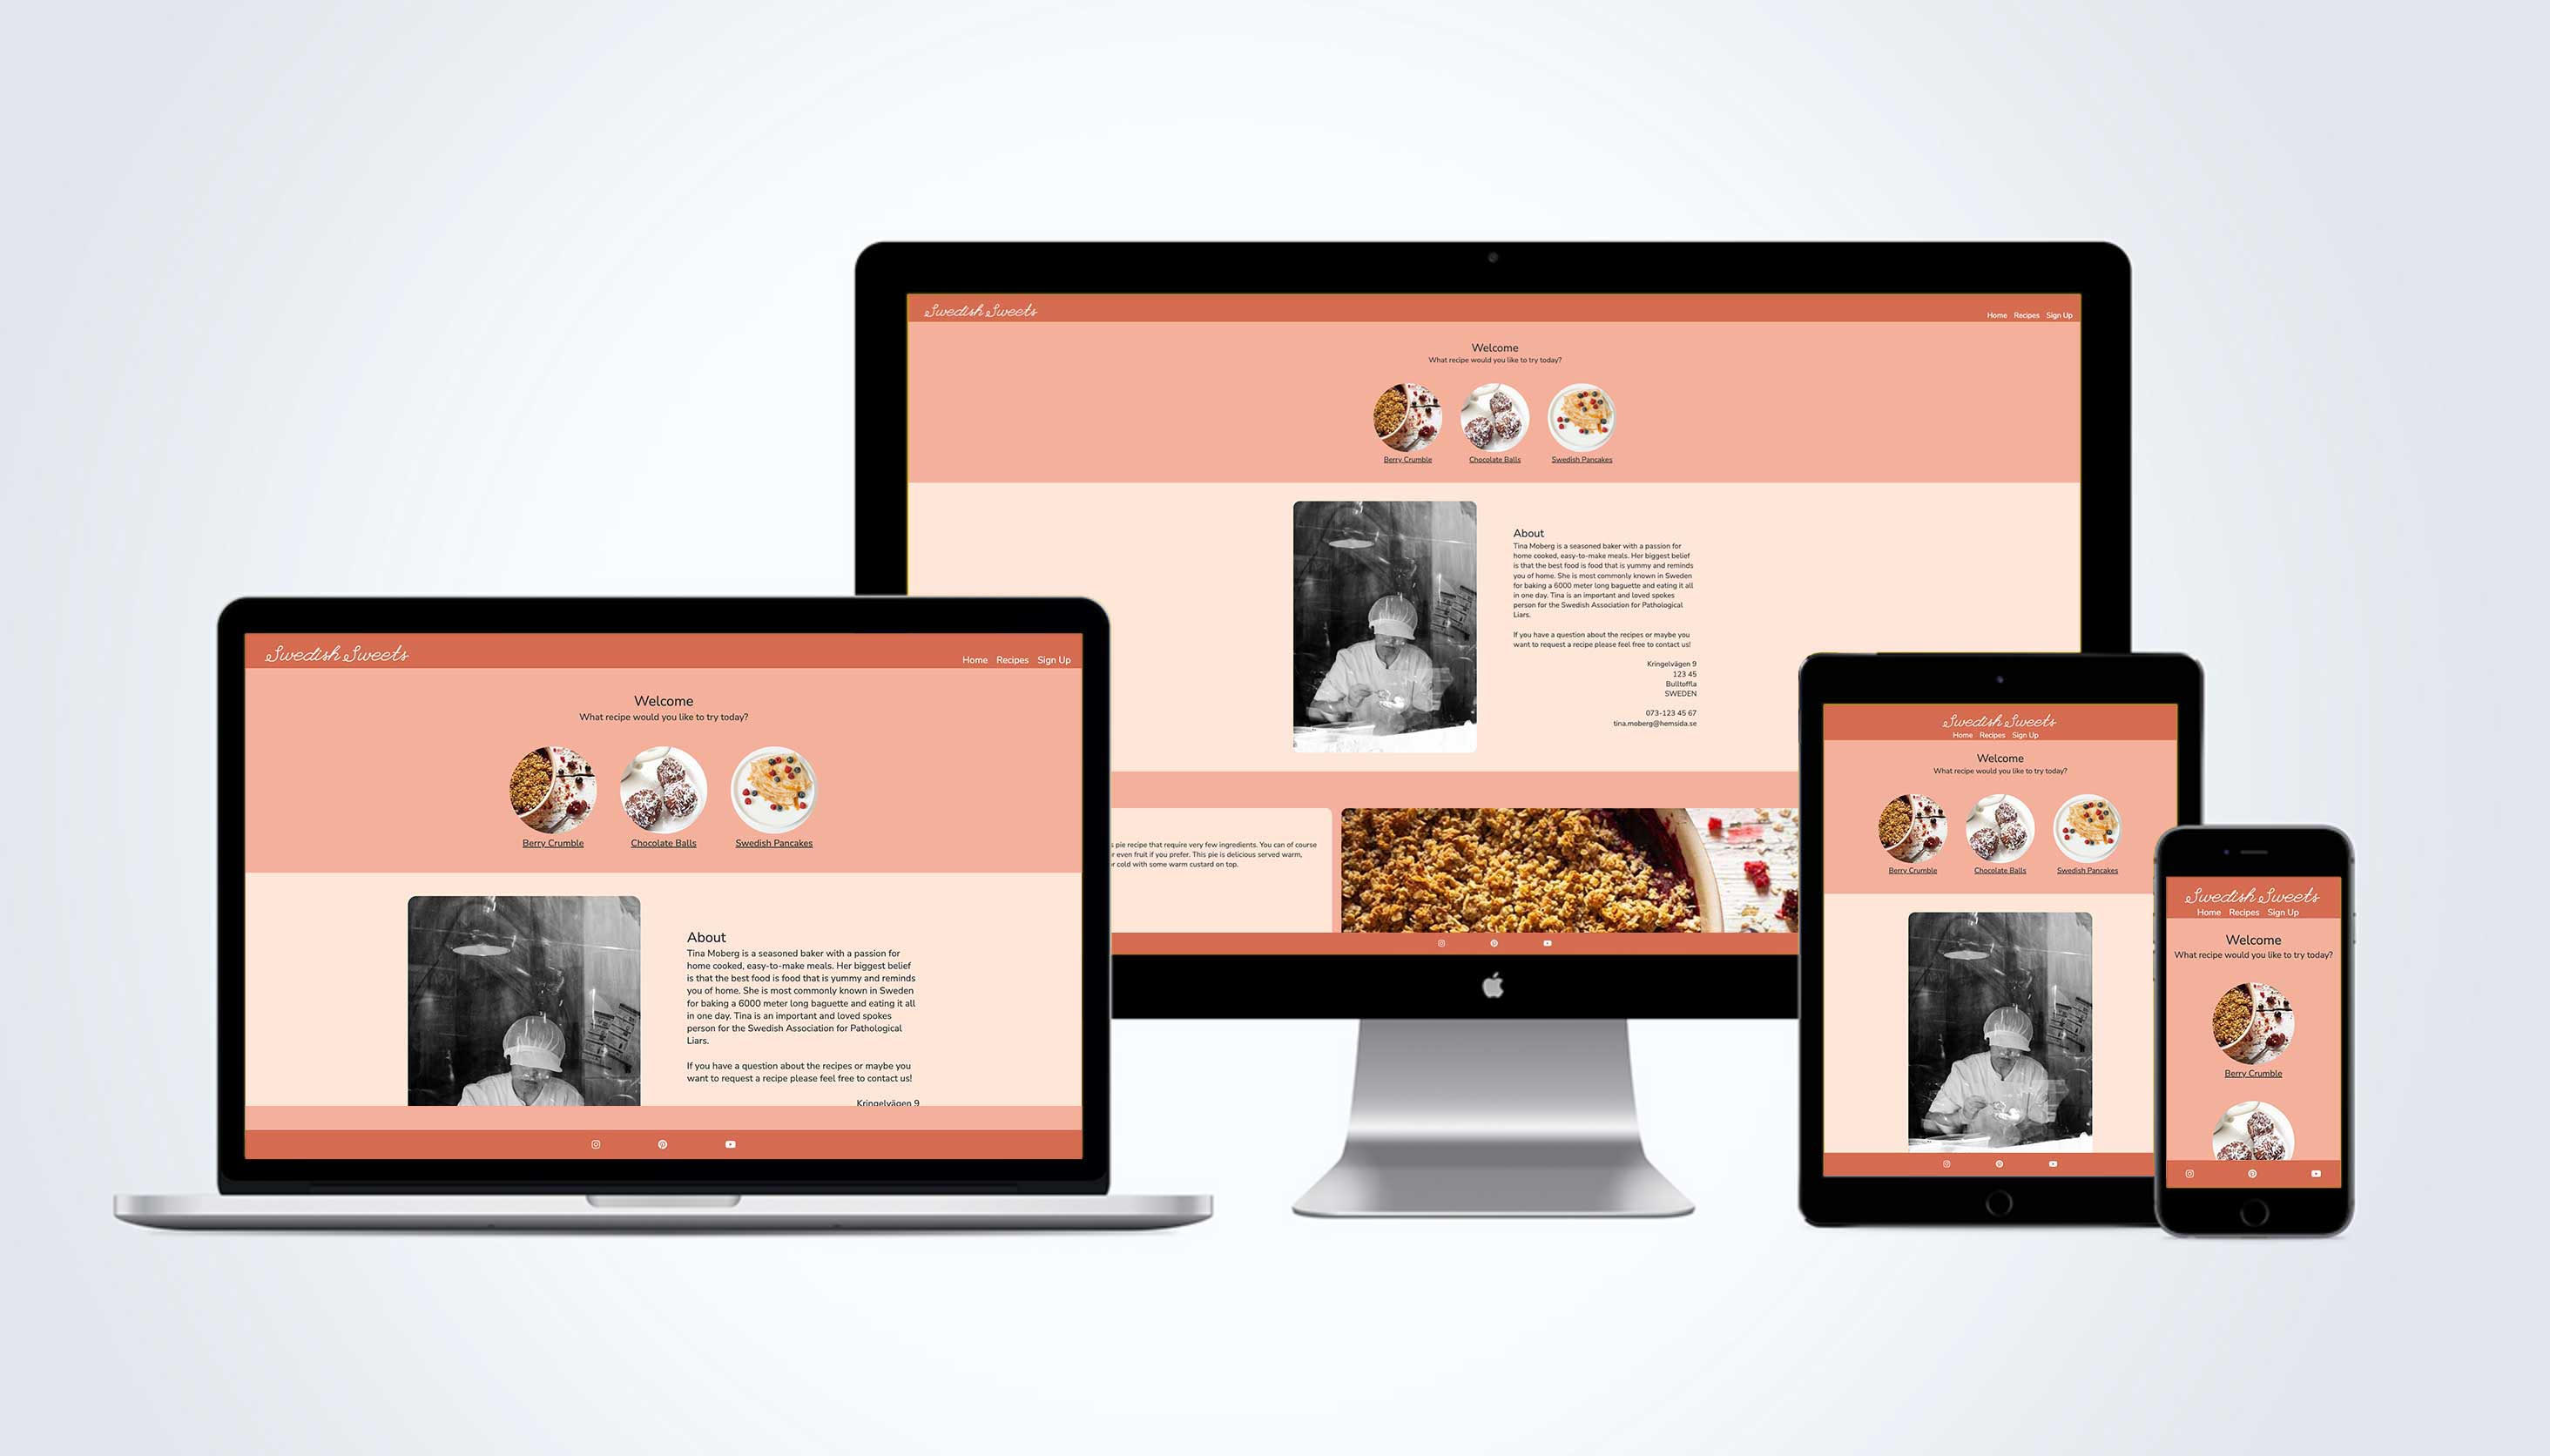 Swedish Sweets
Home Recipes Sign Up
Welcome
What recipe would you like to try today?
Berry Crumble Chocolate Balls Swedish Pancakes
About
Tina Moberg is a seasoned baker with a passion for
home cooked, easy-to-make meals. Her biggest belief
is that the best food is food that is yummy and reminds
you of home. She is most commonly known in Sweden
for baking a 6000 meter long baguette and eating it all
in one day. Tina is an important and loved spokes
person for the Swedish Association for Pathological
Liars.
If you have a question about the recipes or maybe you
want to request a recipe please feel free to contact us!
Kringelvägen 9
123 45
Bulltoffla
SWEDEN
073-123 45 67
tina.moberg@hemsida.se
pie recipe that require very few ingredients. You can of course
r even fruit if you prefer. This pie is delicious served warm,
r cold with some warm custard on top.
Swedish Sweets
Home Recipes Sign Up
Welcome
What recipe would you like to try today?
Berry Crumble Chocolate Balls Swedish Pancakes
About
Tina Moberg is a seasoned baker with a passion for
home cooked, easy-to-make meals. Her biggest belief
is that the best food is food that is yummy and reminds
you of home. She is most commonly known in Sweden
for baking a 6000 meter long baguette and eating it all
in one day. Tina is an important and loved spokes
person for the Swedish Association for Pathological
Liars.
If you have a question about the recipes or maybe you
want to request a recipe please feel free to contact us!
Kringelvägen 9
Swedish Sweets
Home Recipes Sign Up
Welcome
What recipe would you like to try today?
Berry Crumble Chocolate Balls Swedish Pancakes
Swedish Sweets
Home Recipes Sign Up
Welcome
What recipe would you like to try today?
Berry Crumble